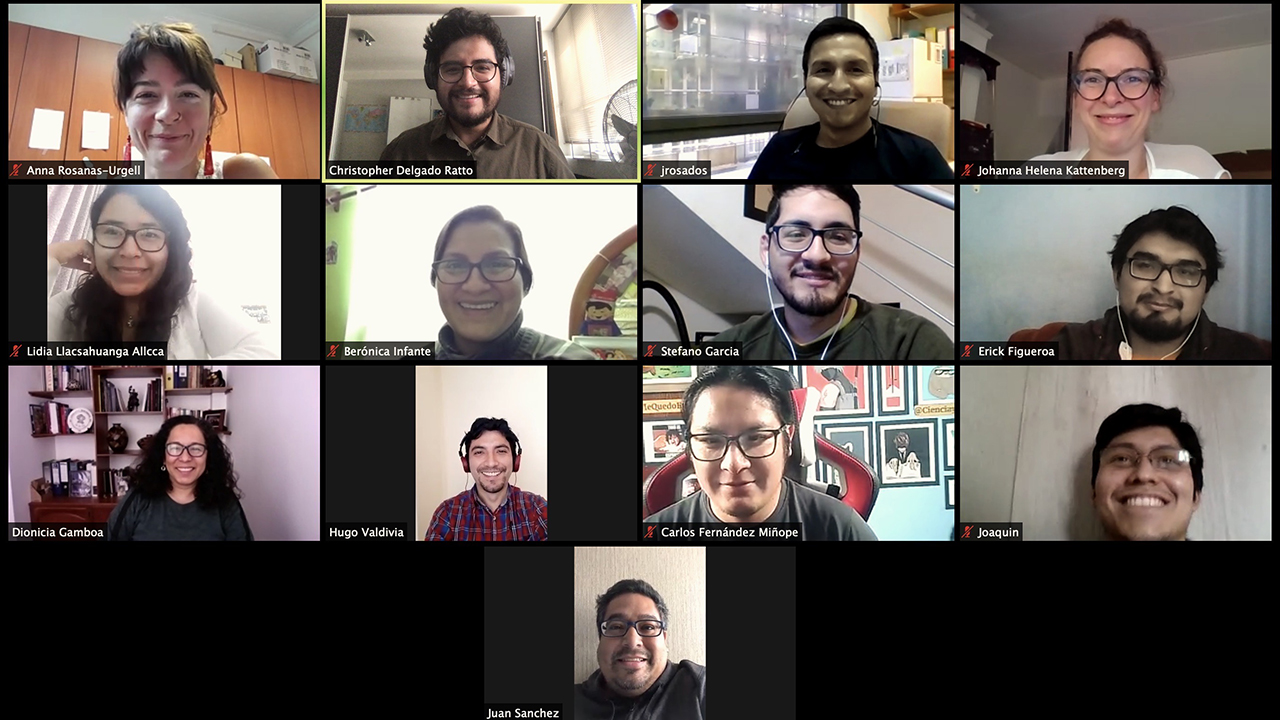 Anna Rosanas-Urgell
Christopher Delgado Ratto
jrosados
Johanna Helena Kattenberg
Lidia Llacsahuanga Allcca
Berónica Infante
Stefano Garcia
Erick Figueroa
Dionicia Gamboa
Hugo Valdivia
Carlos Fernández Miñope
Joaquin
Juan Sanchez